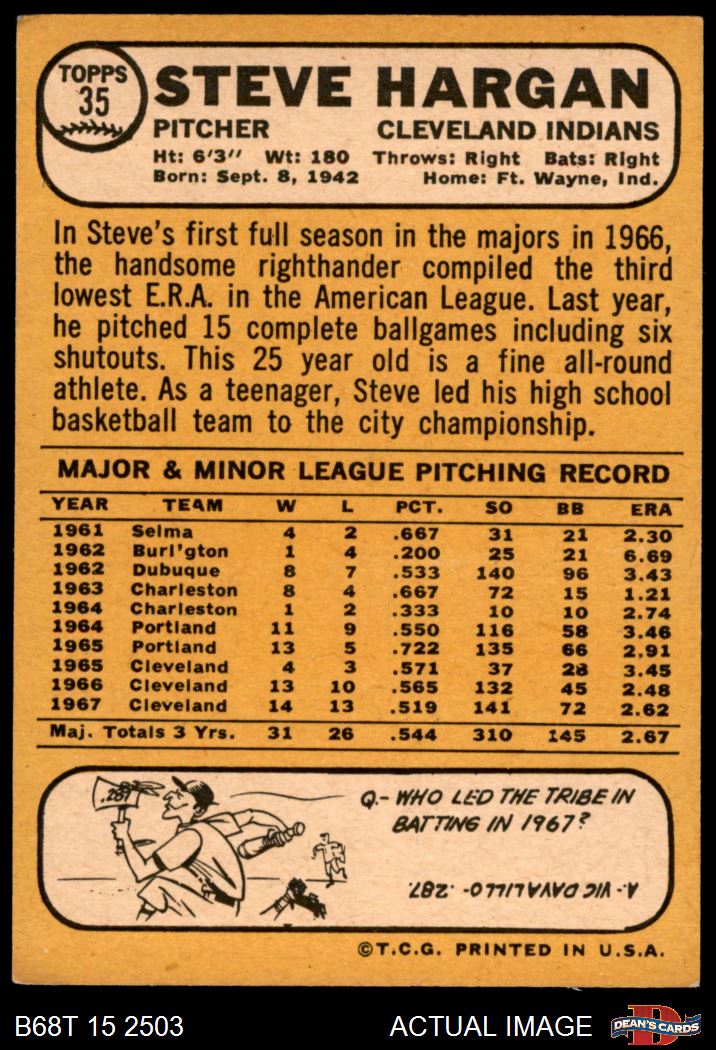 TOPPS
35
STEVE HARGAN
PITCHER CLEVELAND INDIANS
Ht: 6'3" Wt: 180 Throws: Right Bats: Right
Born: Sept. 8, 1942 Home: Ft. Wayne, Ind.
In Steve's first full season in the majors in 1966,
the handsome righthander compiled the third
lowest E.R.A. in the American League. Last year,
he pitched 15 complete ballgames including six
shutouts. This 25 year old is a fine all-round
athlete. As a teenager, Steve led his high school
basketball team to the city championship.
MAJOR & MINOR LEAGUE PITCHING RECORD
YEAR TEAM W L PCT. SO BB ERA
1961 Selma 4 2 .667 31 21 2.30
1962 Burl'gton 1 4 .200 25 21 6.69
1962 Dubuque 8 7 .533 140 96 3.43
1963 Charleston 8 4 .667 72 15 1.21
1964 Charleston 1 2 .333 10 10 2.74
1964 Portland 11 9 .550 116 58 3.46
1965 Portland 13 5 .722 135 66 2.91
1965 Cleveland 4 3 .571 37 28 3.45
1966 Cleveland 13 10 .565 132 45 2.48
1967 Cleveland 14 13 .519 141 72 2.62
Maj. Totals 3 Yrs. 31 26 .544 310 145 2.67
.287
Q.- WHO LED THE TRIBE IN
BATTING IN 1967?
A.- VIC DAVALILLO- .287.
©T.C.G. PRINTED IN U.S.A.
B68T 15 2503 ACTUAL IMAGE
D
DEAN'S CARDS